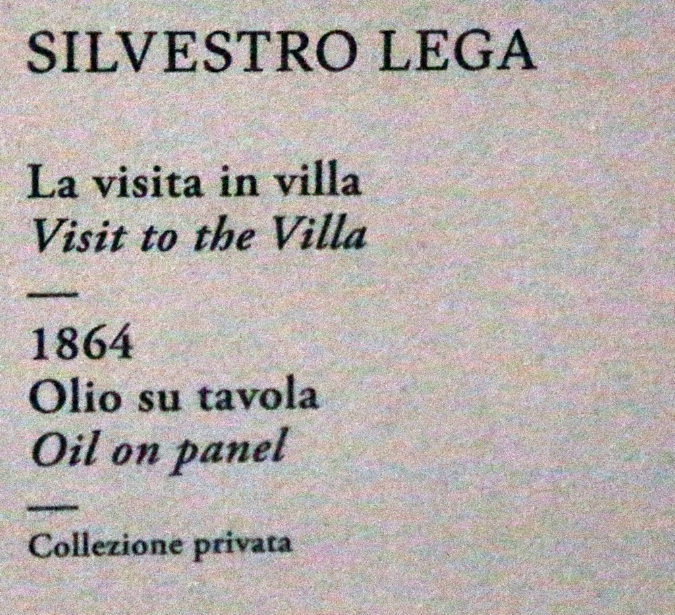 SILVESTRO LEGA
La visita in villa
Visit to the Villa
1864
Olio su tavola
Oil on panel
Collezione privata